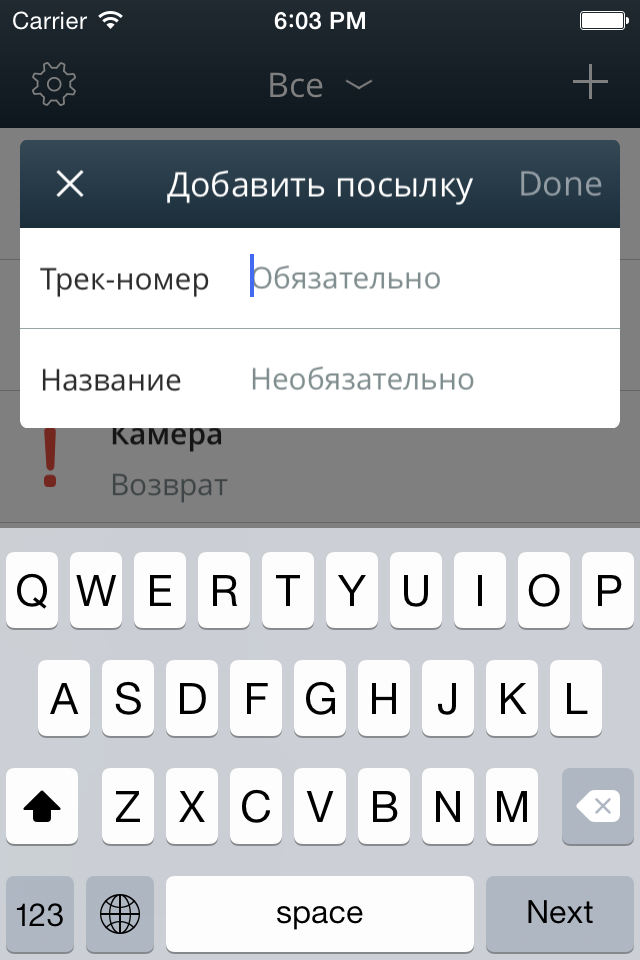 Carrier 6:03 PM
Все
Добавить посылку Done
Трек-номер Обязательно
Название Необязательно
Камера
Возврат
Q W E R T Y U I O P
A S D F G H J K L
Z X C V B N M
123 space Next